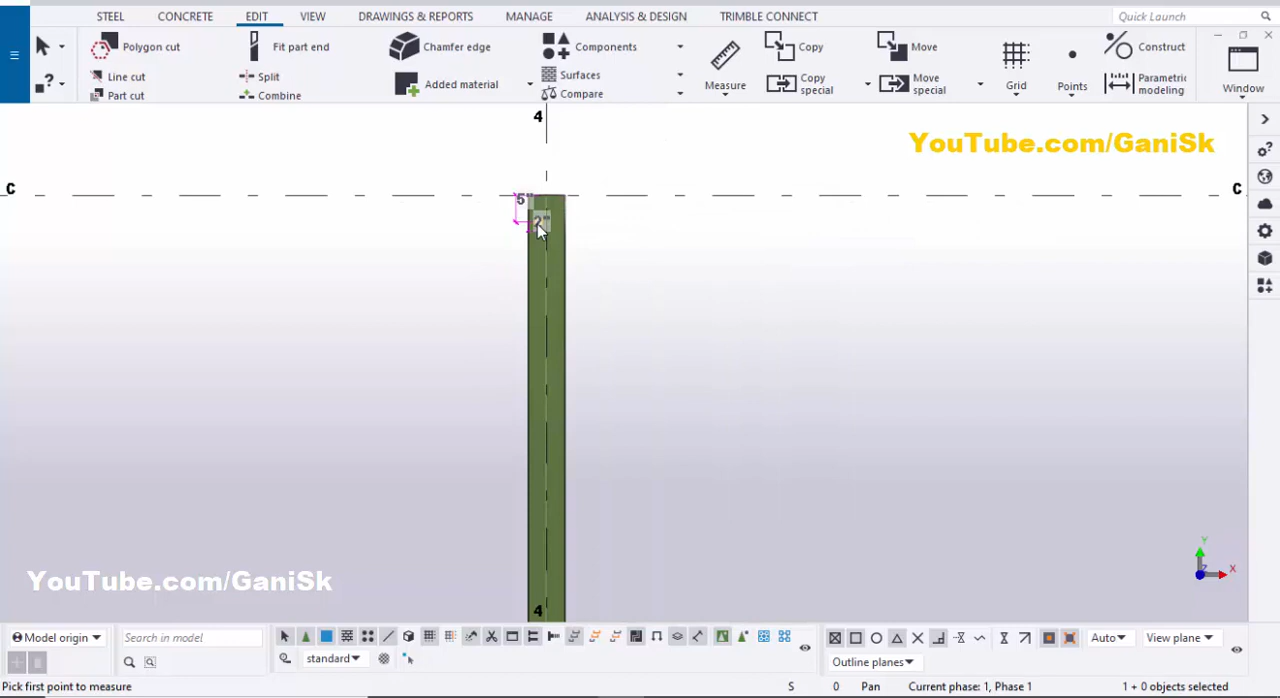 STEEL CONCRETE EDIT VIEW DRAWINGS & REPORTS MANAGE ANALYSIS & DESIGN TRIMBLE CONNECT Quick Launch
Polygon cut Fit part end Chamfer edge Components Copy Move Construct
Line cut Split Added material Surfaces Measure Copy special Move special Grid Points Parametric modeling Window
Part cut Combine Compare
4
YouTube.com/GaniSk
C C
5"
2"
YouTube.com/GaniSk
4
Y
Z X
Model origin Search in model
standard Auto View plane
Outline planes
Pick first point to measure S 0 Pan Current phase: 1, Phase 1 1 + 0 objects selected